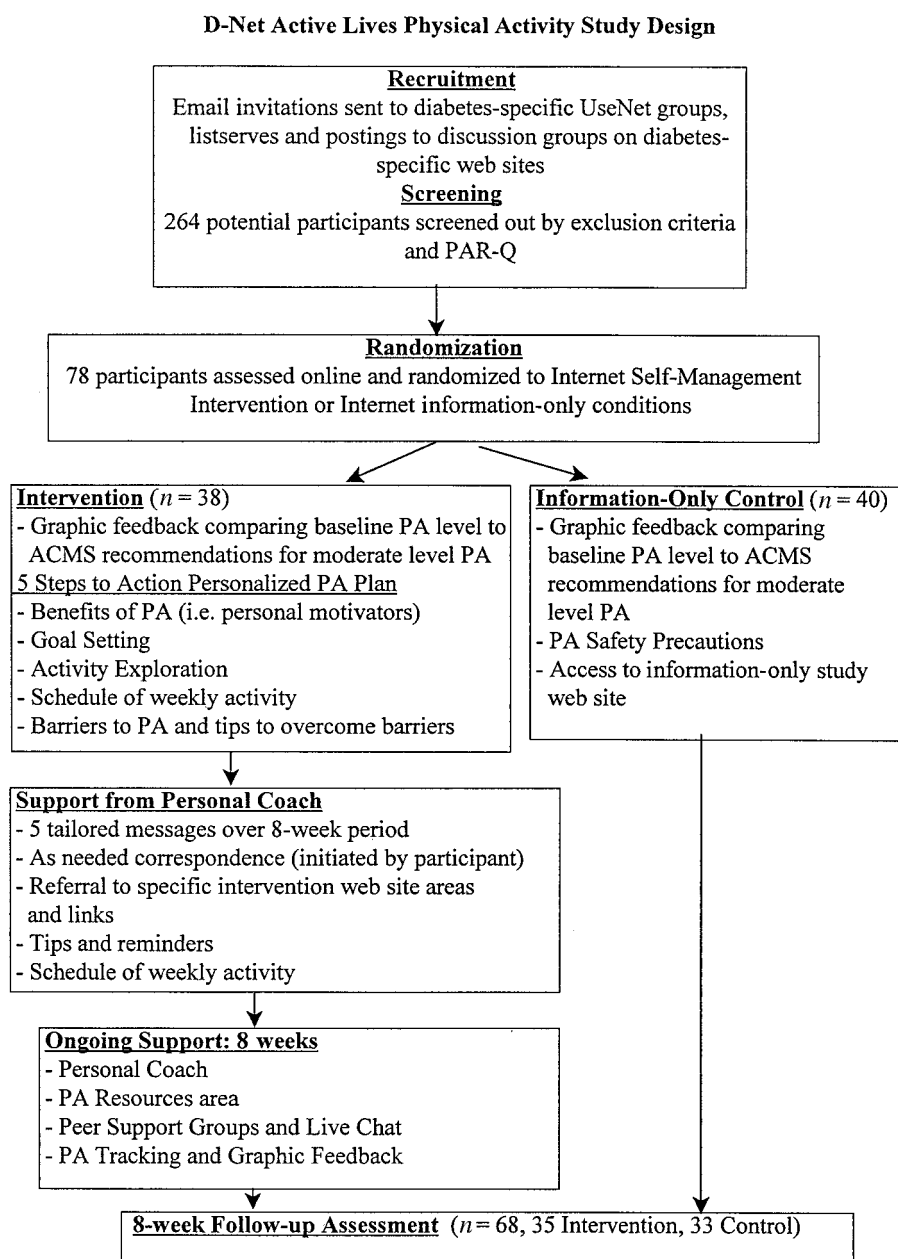 D-Net Active Lives Physical Activity Study Design
Recruitment
Email invitations sent to diabetes-specific UseNet groups,
listserves and postings to discussion groups on diabetes-
specific web sites
Screening
264 potential participants screened out by exclusion criteria
and PAR-Q
Randomization
78 participants assessed online and randomized to Internet Self-Management
Intervention or Internet information-only conditions
Intervention (n = 38)
- Graphic feedback comparing baseline PA level to
ACMS recommendations for moderate level PA
5 Steps to Action Personalized PA Plan
- Benefits of PA (i.e. personal motivators)
- Goal Setting
- Activity Exploration
- Schedule of weekly activity
- Barriers to PA and tips to overcome barriers
Information-Only Control (n = 40)
- Graphic feedback comparing
baseline PA level to ACMS
recommendations for moderate
level PA
- PA Safety Precautions
- Access to information-only study
web site
Support from Personal Coach
- 5 tailored messages over 8-week period
- As needed correspondence (initiated by participant)
- Referral to specific intervention web site areas
and links
- Tips and reminders
- Schedule of weekly activity
Ongoing Support: 8 weeks
- Personal Coach
- PA Resources area
- Peer Support Groups and Live Chat
- PA Tracking and Graphic Feedback
8-week Follow-up Assessment (n = 68, 35 Intervention, 33 Control)